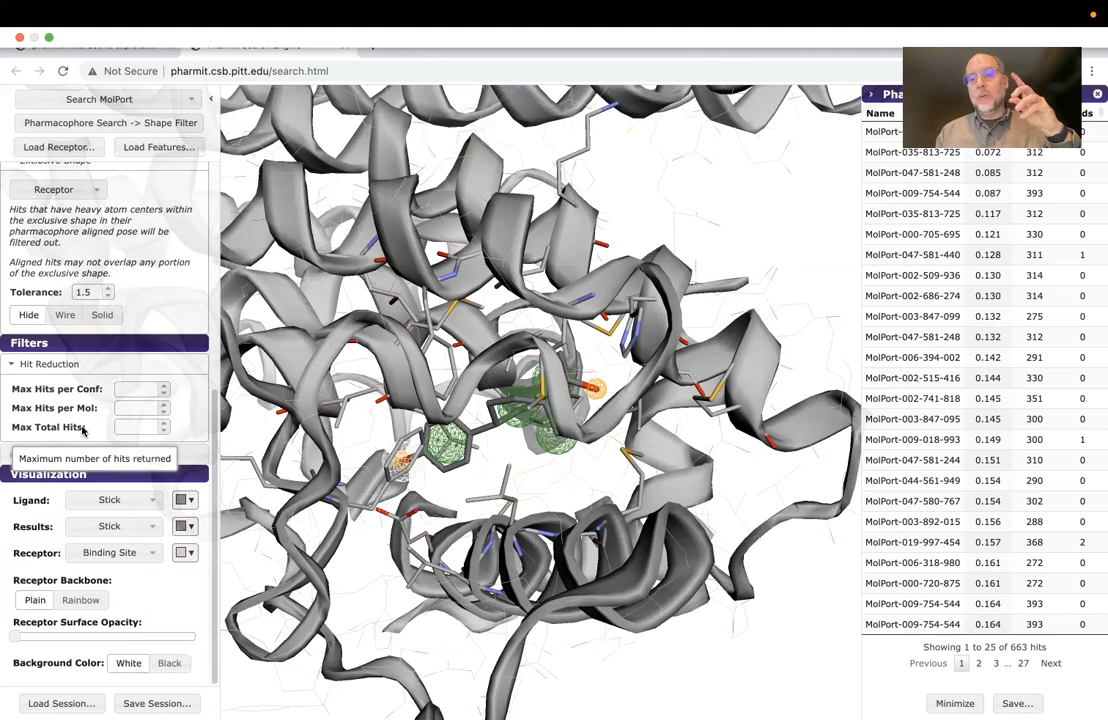 Not Secure
pharmit.csb.pitt.edu/search.html
Search MolPort
Pharmacophore Search -> Shape Filter
Load Receptor...
Load Features...
Exclusive Shape
Receptor
Hits that have heavy atom centers within
the exclusive shape in their
pharmacophore aligned pose will be
filtered out.
Aligned hits may not overlap any portion
of the exclusive shape.
Tolerance: 1.5
Hide Wire Solid
Filters
Hit Reduction
Max Hits per Conf:
Max Hits per Mol:
Max Total Hits:
Maximum number of hits returned
Visualization
Ligand: Stick
Results: Stick
Receptor: Binding Site
Receptor Backbone:
Plain Rainbow
Receptor Surface Opacity:
Background Color: White Black
Load Session... Save Session...
Pha
Name ds
MolPort- 0
MolPort-035-813-725 0.072 312 0
MolPort-047-581-248 0.085 312 0
MolPort-009-754-544 0.087 393 0
MolPort-035-813-725 0.117 312 0
MolPort-000-705-695 0.121 330 0
MolPort-047-581-440 0.128 311 1
MolPort-002-509-936 0.130 314 0
MolPort-002-686-274 0.130 314 0
MolPort-003-847-099 0.132 275 0
MolPort-047-581-248 0.132 312 0
MolPort-006-394-002 0.142 291 0
MolPort-002-515-416 0.144 330 0
MolPort-002-741-818 0.145 351 0
MolPort-003-847-095 0.145 300 0
MolPort-009-018-993 0.149 300 1
MolPort-047-581-244 0.151 310 0
MolPort-044-561-949 0.154 290 0
MolPort-047-580-767 0.154 302 0
MolPort-003-892-015 0.156 288 0
MolPort-019-997-454 0.157 368 2
MolPort-006-318-980 0.161 272 0
MolPort-000-720-875 0.161 272 0
MolPort-009-754-544 0.164 393 0
MolPort-009-754-544 0.164 393 0
Showing 1 to 25 of 663 hits
Previous 1 2 3 ... 27 Next
Minimize Save...